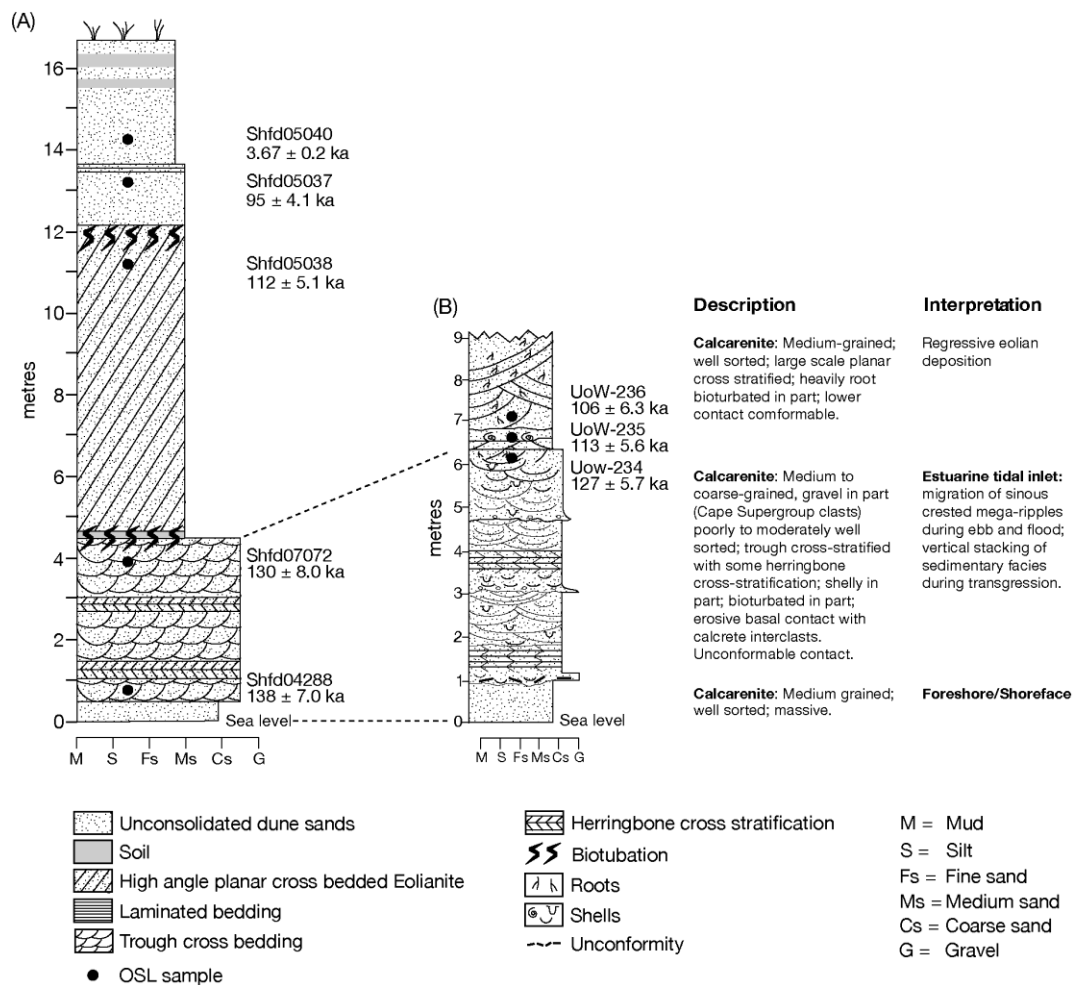 (A)
metres
16
14
12
10
8
6
4
2
0
Shfd05040
3.67 ± 0.2 ka
Shfd05037
95 ± 4.1 ka
Shfd05038
112 ± 5.1 ka
Shfd07072
130 ± 8.0 ka
Shfd04288
138 ± 7.0 ka
Sea level
M S Fs Ms Cs G
(B)
metres
9
8
7
6
5
4
3
2
1
0
UoW-236
106 ± 6.3 ka
UoW-235
113 ± 5.6 ka
Uow-234
127 ± 5.7 ka
Sea level
M S Fs Ms Cs G
Description
Calcarenite: Medium-grained;
well sorted; large scale planar
cross stratified; heavily root
bioturbated in part; lower
contact comformable.
Calcarenite: Medium to
coarse-grained, gravel in part
(Cape Supergroup clasts)
poorly to moderately well
sorted; trough cross-stratified
with some herringbone
cross-stratification; shelly in
part; bioturbated in part;
erosive basal contact with
calcrete interclasts.
Unconformable contact.
Calcarenite: Medium grained;
well sorted; massive.
Interpretation
Regressive eolian
deposition
Estuarine tidal inlet:
migration of sinous
crested mega-ripples
during ebb and flood;
vertical stacking of
sedimentary facies
during transgression.
Foreshore/Shoreface
Unconsolidated dune sands
Soil
High angle planar cross bedded Eolianite
Laminated bedding
Trough cross bedding
OSL sample
Herringbone cross stratification
Biotubation
Roots
Shells
Unconformity
M = Mud
S = Silt
Fs = Fine sand
Ms = Medium sand
Cs = Coarse sand
G = Gravel